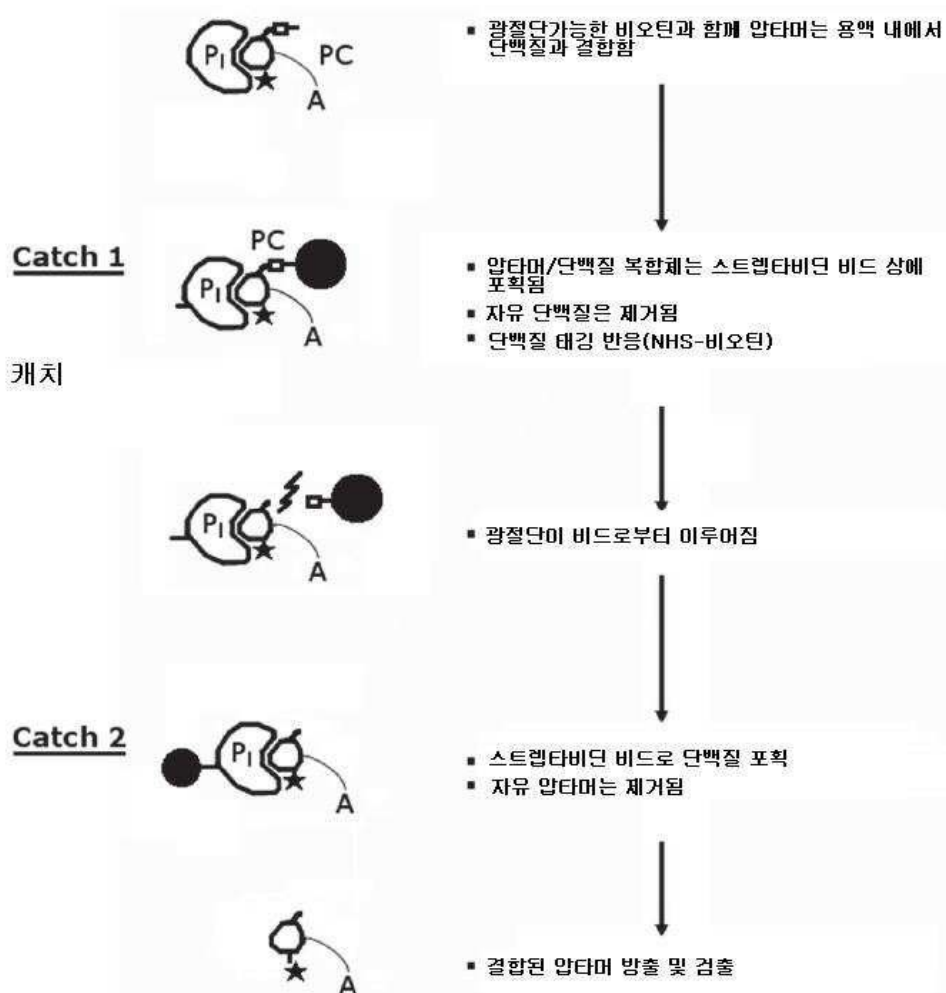 P₁
PC
A
▪ 광절단가능한 비오틴과 함께 압타머는 용액 내에서
단백질과 결합함
Catch 1
PC
P₁
A
▪ 압타머/단백질 복합체는 스트렙타비딘 비드 상에
포획됨
▪ 자유 단백질은 제거됨
▪ 단백질 태깅 반응(NHS-비오틴)
캐치
P₁
A
▪ 광절단이 비드로부터 이루어짐
Catch 2
P₁
A
▪ 스트렙타비딘 비드로 단백질 포획
▪ 자유 압타머는 제거됨
A
▪ 결합된 압타머 방출 및 검출